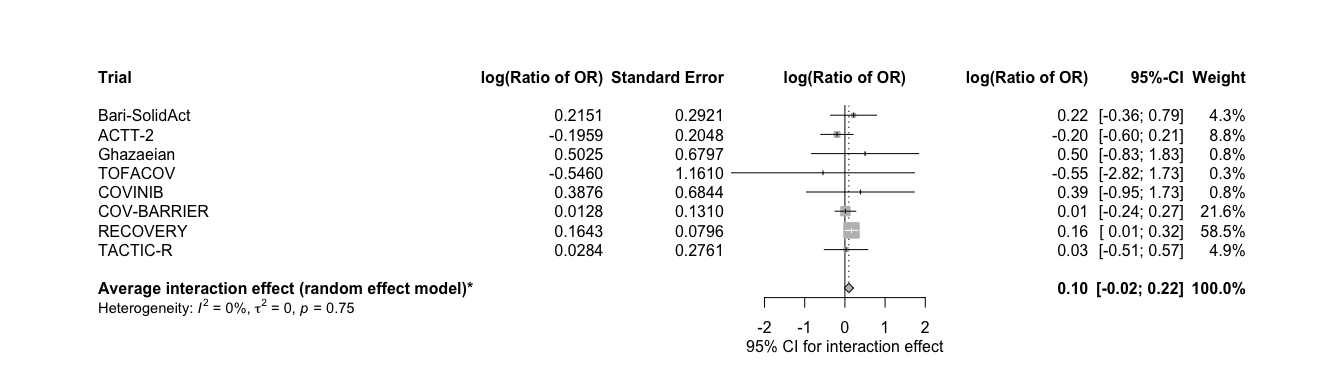 Trial log(Ratio of OR) Standard Error log(Ratio of OR) log(Ratio of OR) 95%-CI Weight
Bari-SolidAct 0.2151 0.2921 0.22 [-0.36; 0.79] 4.3%
ACTT-2 -0.1959 0.2048 -0.20 [-0.60; 0.21] 8.8%
Ghazaeian 0.5025 0.6797 0.50 [-0.83; 1.83] 0.8%
TOFACOV -0.5460 1.1610 -0.55 [-2.82; 1.73] 0.3%
COVINIB 0.3876 0.6844 0.39 [-0.95; 1.73] 0.8%
COV-BARRIER 0.0128 0.1310 0.01 [-0.24; 0.27] 21.6%
RECOVERY 0.1643 0.0796 0.16 [ 0.01; 0.32] 58.5%
TACTIC-R 0.0284 0.2761 0.03 [-0.51; 0.57] 4.9%
Average interaction effect (random effect model)* 0.10 [-0.02; 0.22] 100.0%
Heterogeneity: I² = 0%, τ² = 0, p = 0.75
-2 -1 0 1 2
95% CI for interaction effect